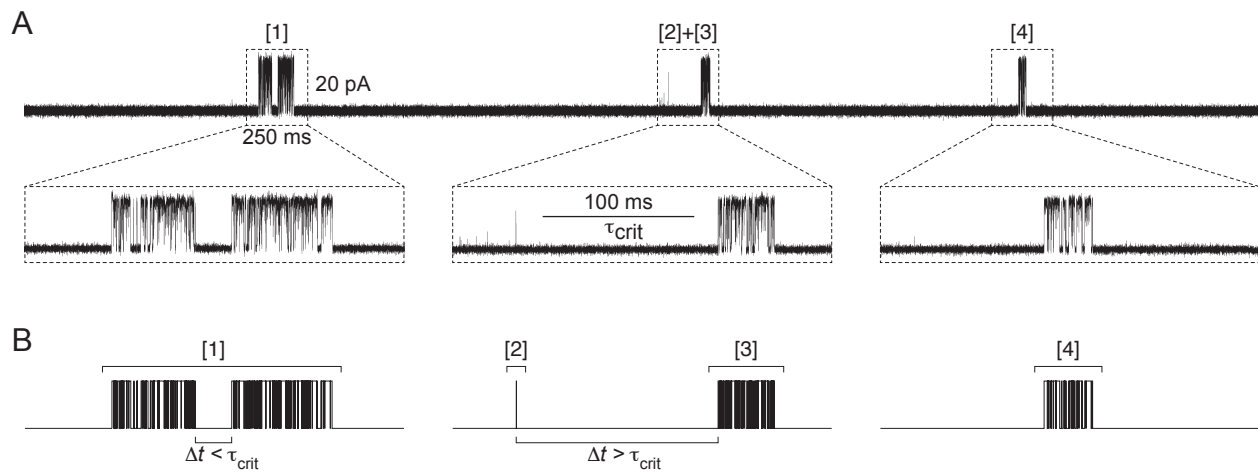 A
[1]
[2]+[3]
[4]
20 pA
250 ms
100 ms
τcrit
B
[1]
[2]
[3]
[4]
Δt < τcrit
Δt > τcrit